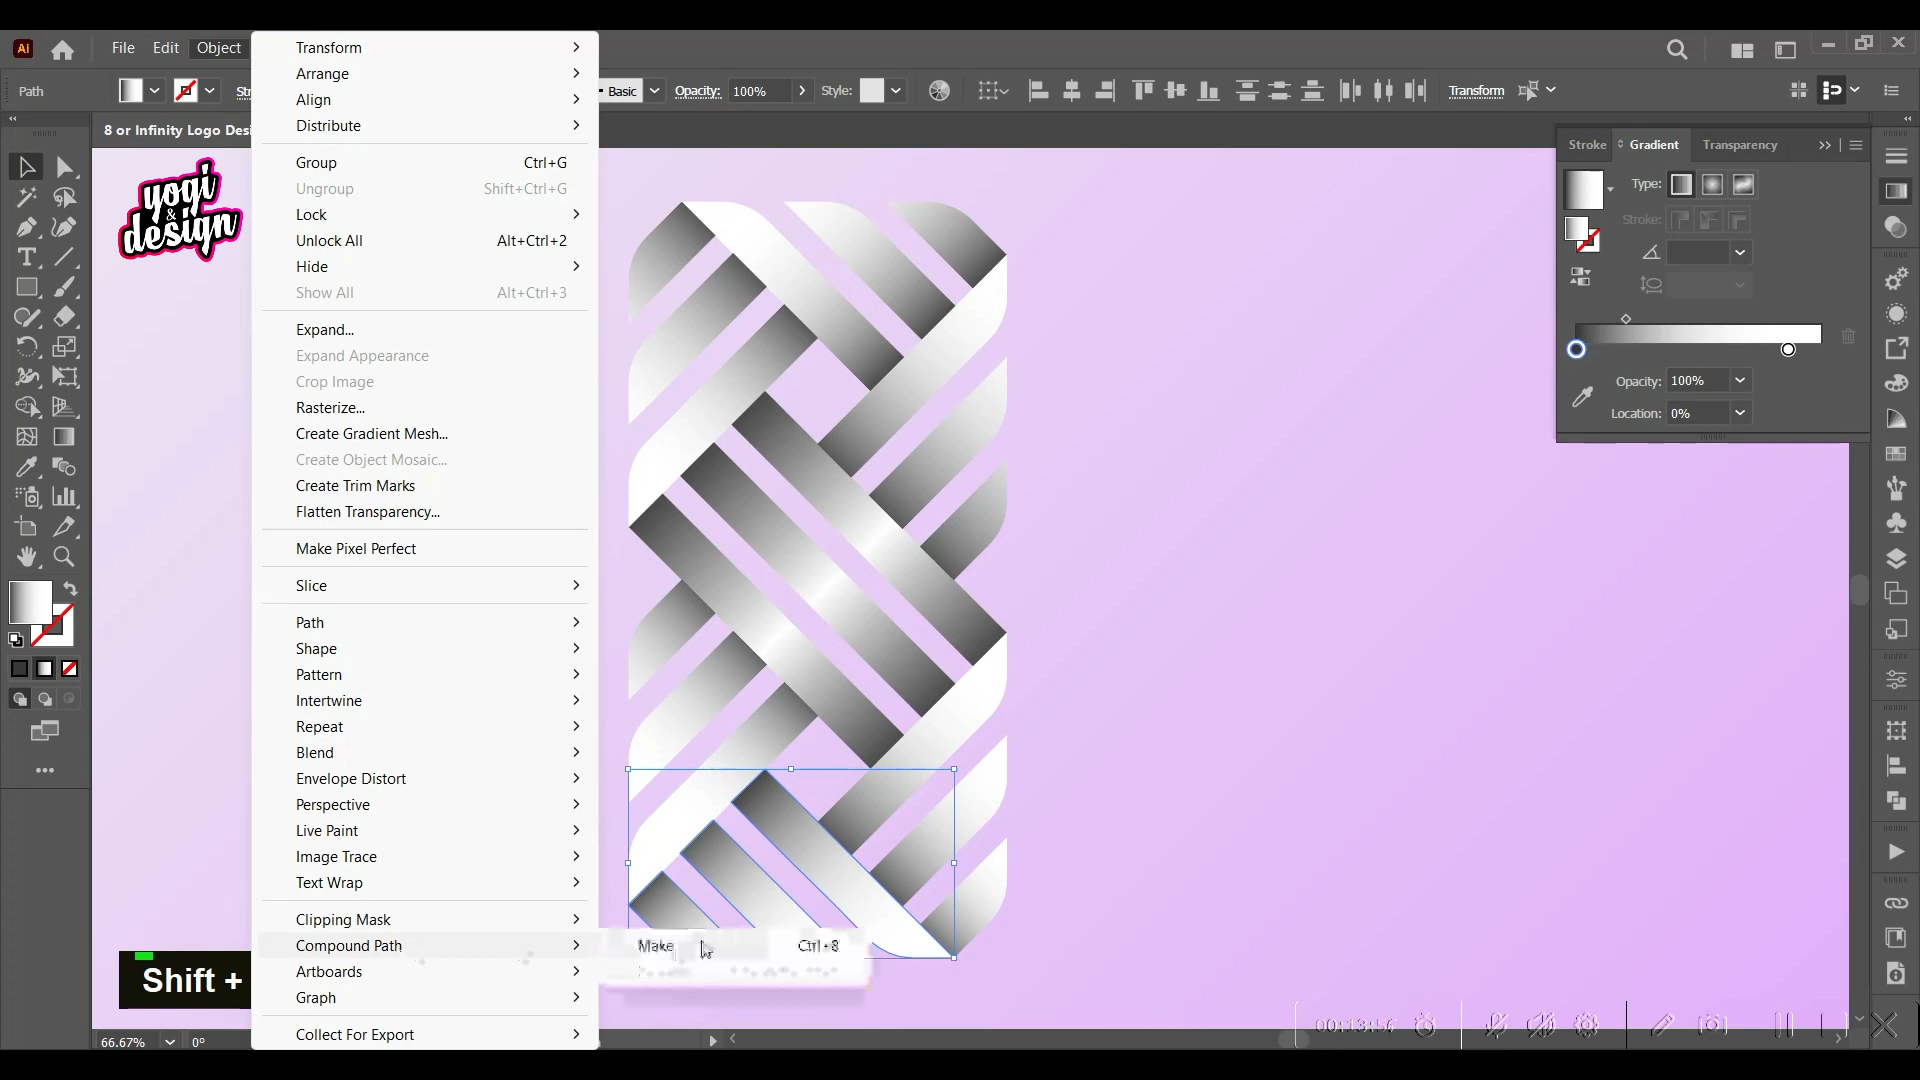 Ai File Edit Object
Path
Basic
Opacity: 100%
Style:
Transform
8 or Infinity Logo Desi
yogi
&
design
Transform
Arrange
Align
Distribute
Group Ctrl+G
Ungroup Shift+Ctrl+G
Lock
Unlock All Alt+Ctrl+2
Hide
Show All Alt+Ctrl+3
Expand...
Expand Appearance
Crop Image
Rasterize...
Create Gradient Mesh...
Create Object Mosaic...
Create Trim Marks
Flatten Transparency...
Make Pixel Perfect
Slice
Path
Shape
Pattern
Intertwine
Repeat
Blend
Envelope Distort
Perspective
Live Paint
Image Trace
Text Wrap
Clipping Mask
Compound Path
Artboards
Graph
Collect For Export
Make Ctrl+8
Stroke Gradient Transparency
Type:
Stroke:
Opacity: 100%
Location: 0%
Shift +
66.67% 0°
00:13:56